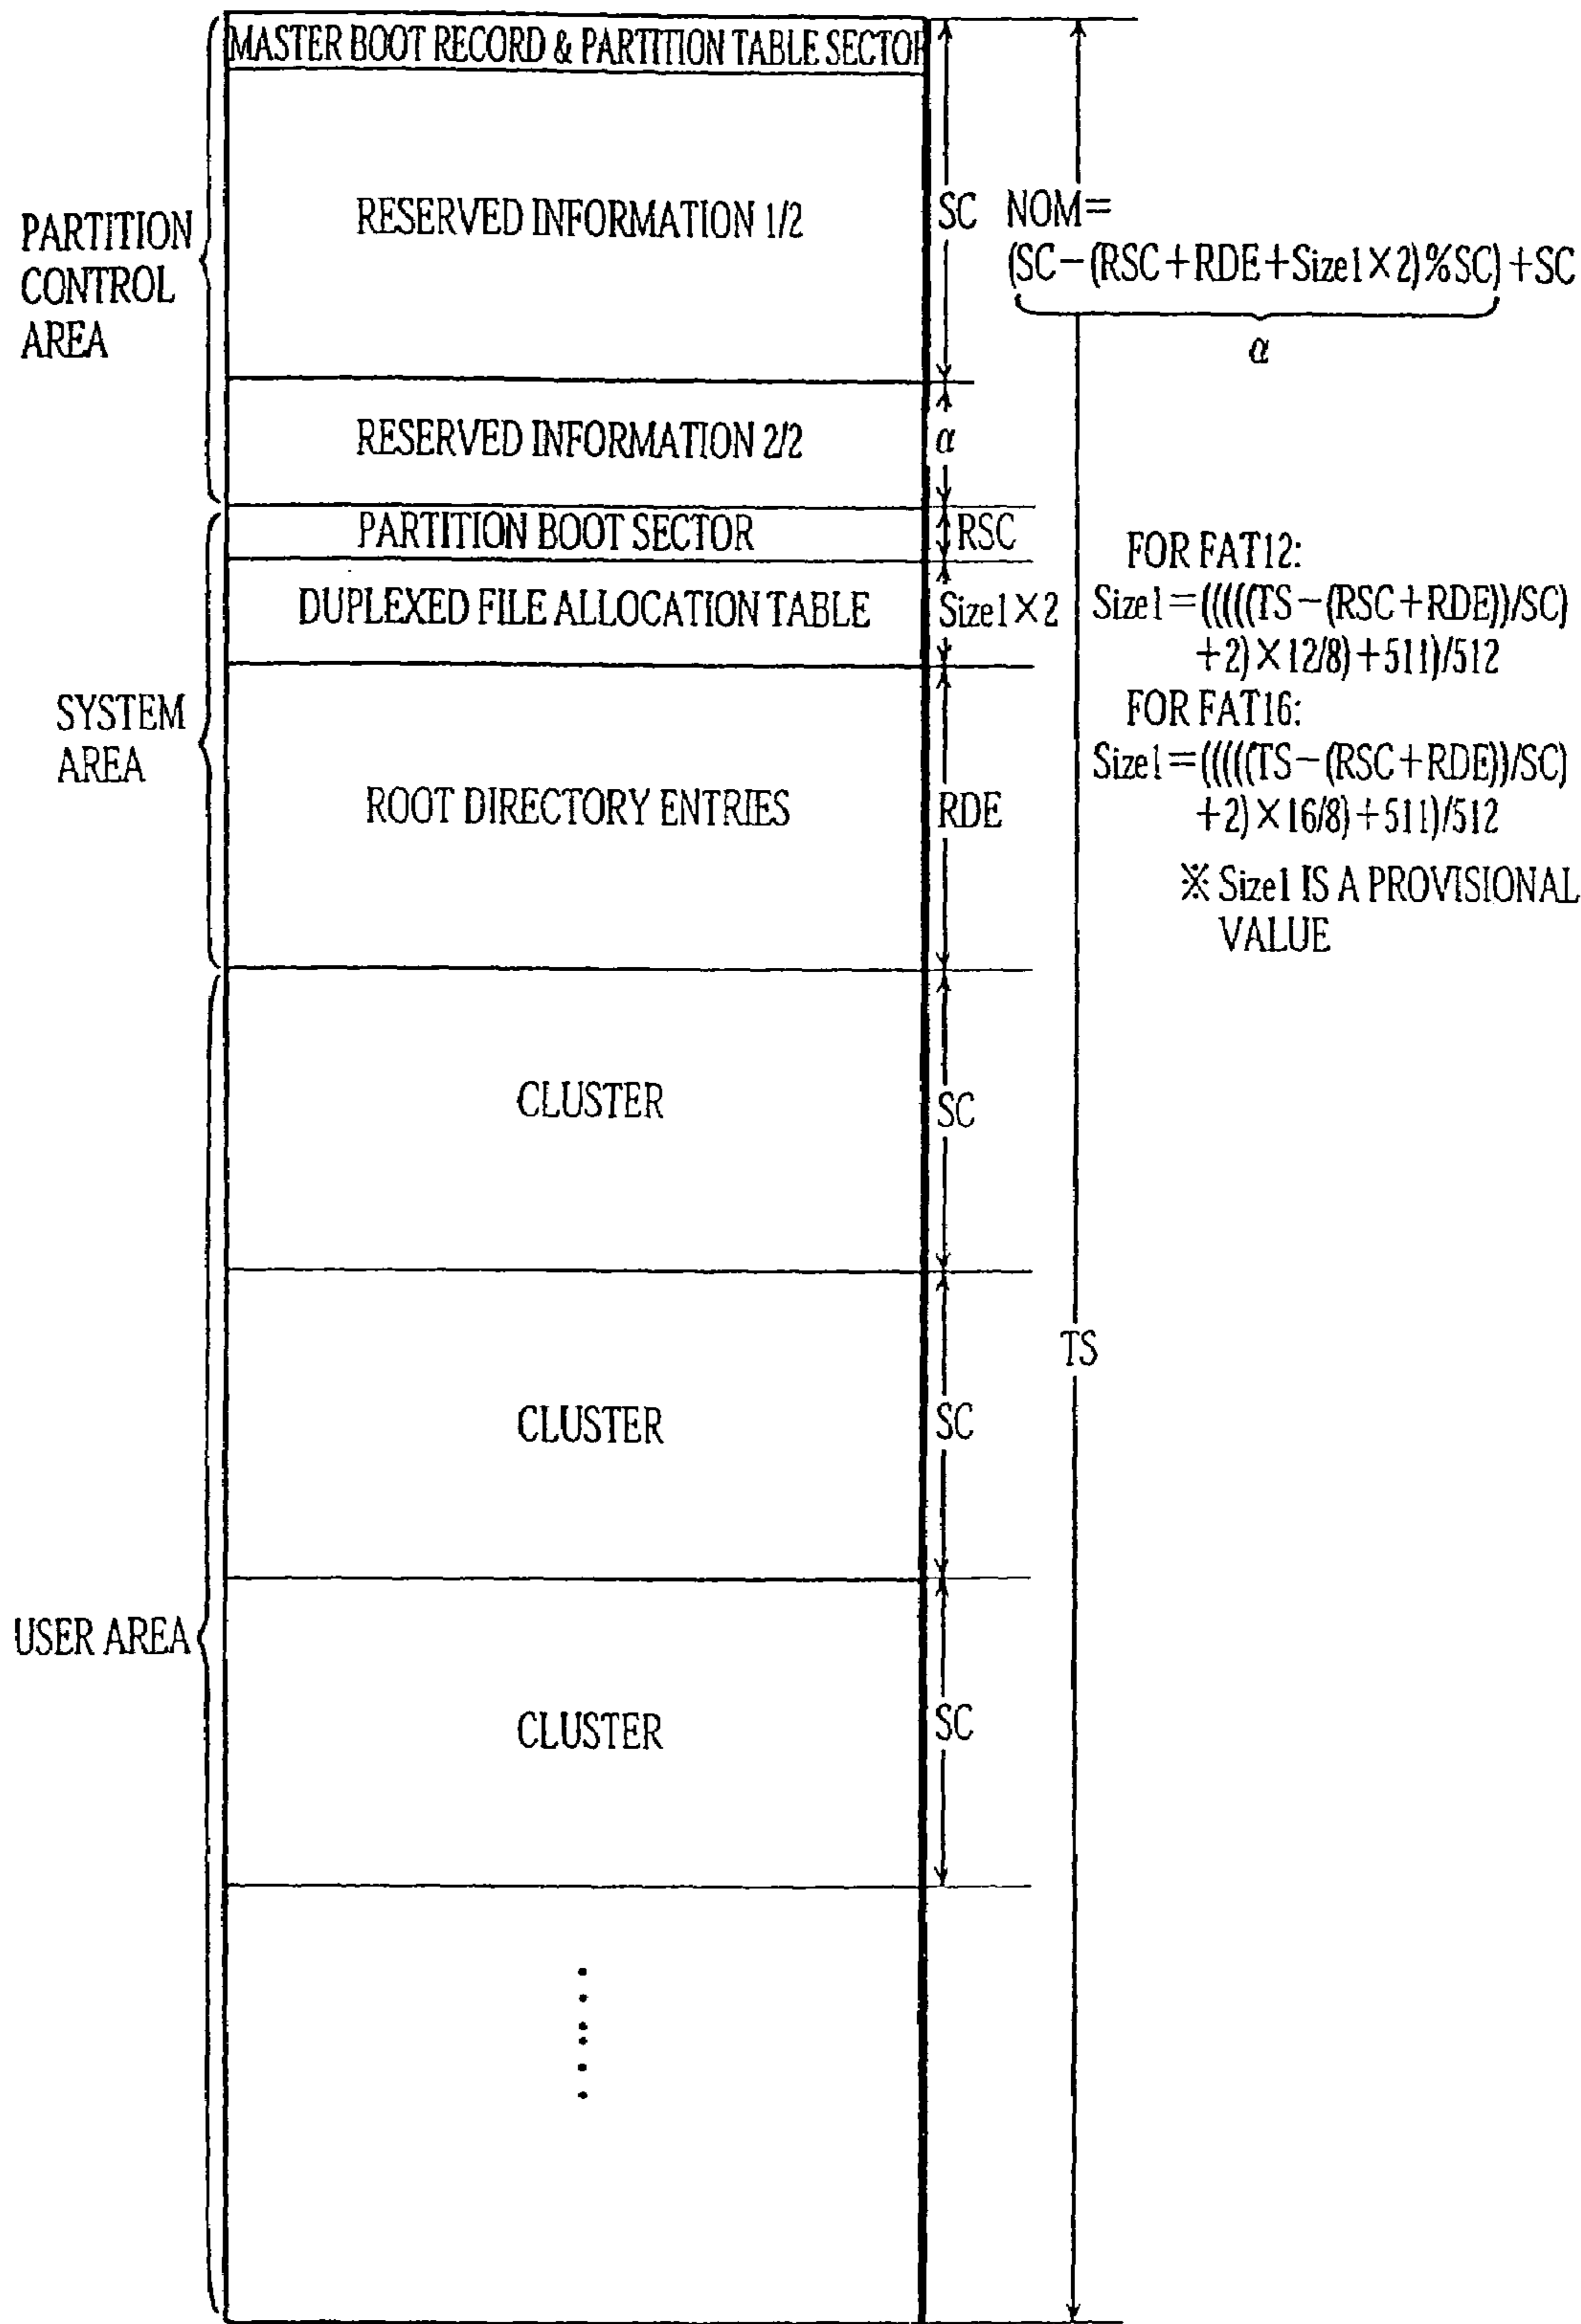 MASTER BOOT RECORD & PARTITION TABLE SECTOR
RESERVED INFORMATION 1/2
SC
NOM=
(SC-(RSC+RDE+Size1×2)%SC)+SC
α
PARTITION
CONTROL
AREA
RESERVED INFORMATION 2/2
α
PARTITION BOOT SECTOR
RSC
DUPLEXED FILE ALLOCATION TABLE
Size1×2
FOR FAT12:
Size1=(((((TS-(RSC+RDE))/SC)
+2)×12/8)+511)/512
FOR FAT16:
Size1=(((((TS-(RSC+RDE))/SC)
+2)×16/8)+511)/512
※ Size1 IS A PROVISIONAL
VALUE
SYSTEM
AREA
ROOT DIRECTORY ENTRIES
RDE
CLUSTER
SC
TS
CLUSTER
SC
USER AREA
CLUSTER
SC